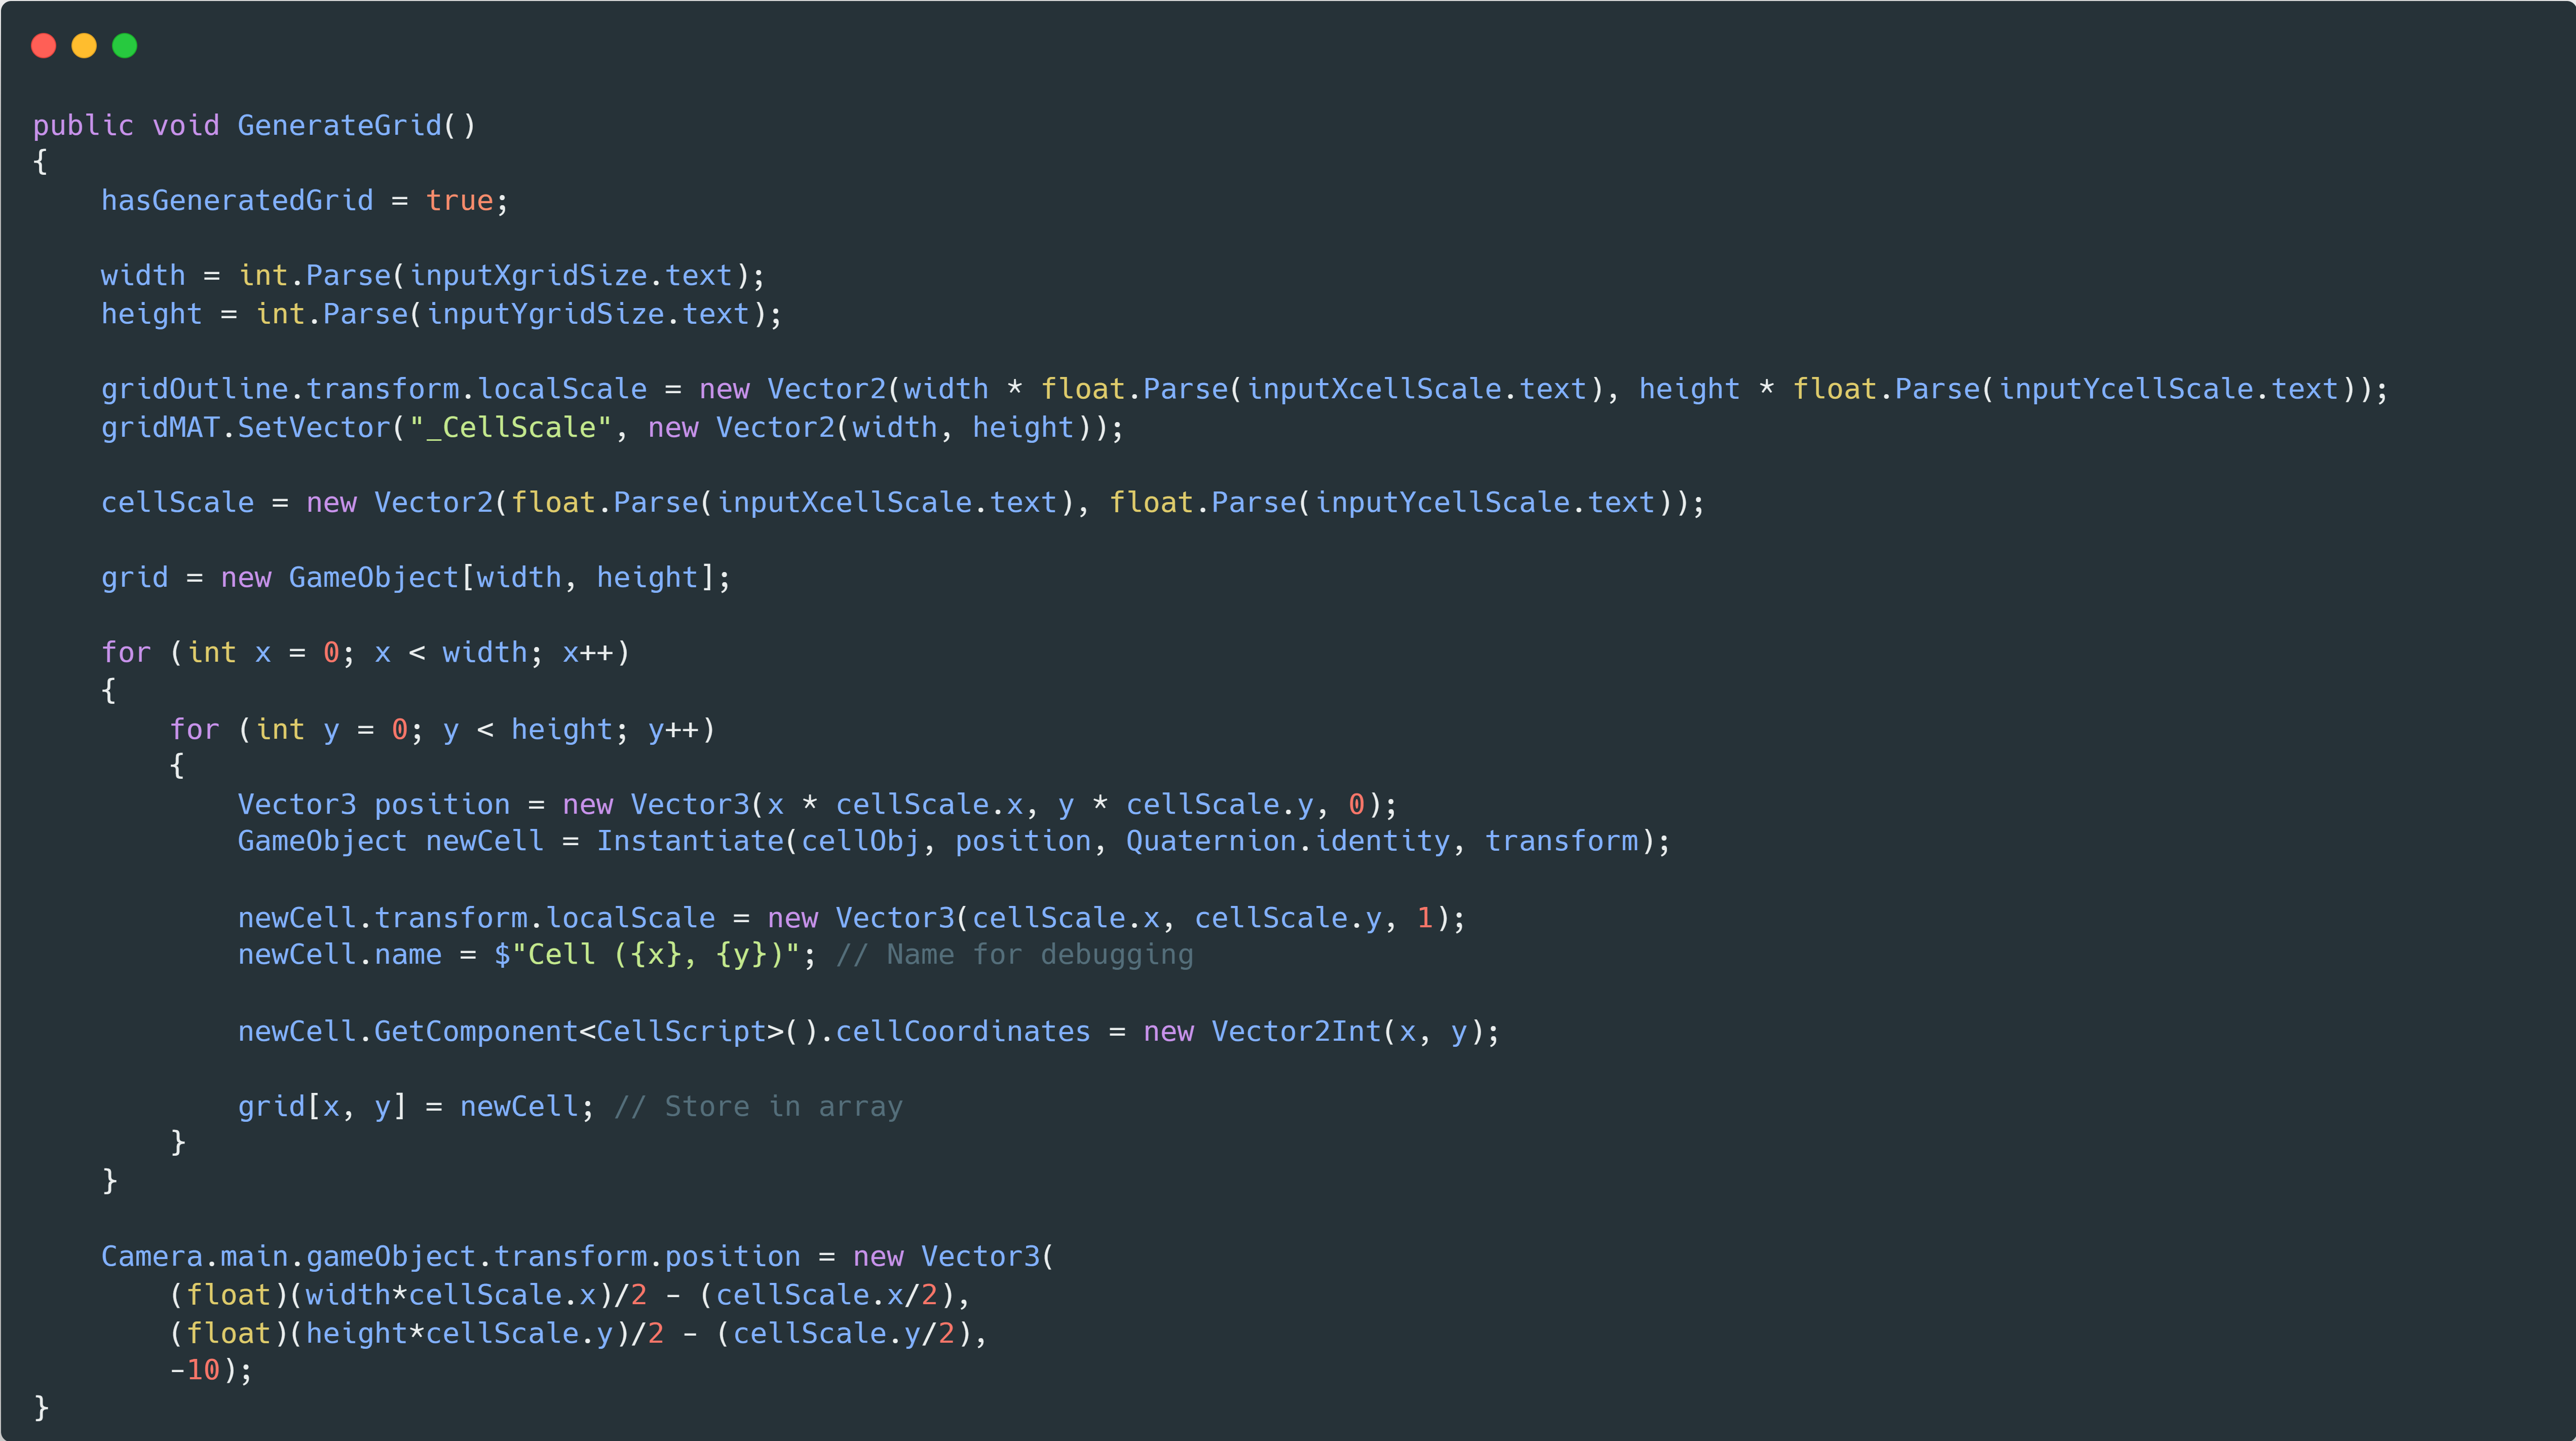 public void GenerateGrid()
{
    hasGeneratedGrid = true;

    width = int.Parse(inputXgridSize.text);
    height = int.Parse(inputYgridSize.text);

    gridOutline.transform.localScale = new Vector2(width * float.Parse(inputXcellScale.text), height * float.Parse(inputYcellScale.text));
    gridMAT.SetVector("_CellScale", new Vector2(width, height));

    cellScale = new Vector2(float.Parse(inputXcellScale.text), float.Parse(inputYcellScale.text));

    grid = new GameObject[width, height];

    for (int x = 0; x < width; x++)
    {
        for (int y = 0; y < height; y++)
        {
            Vector3 position = new Vector3(x * cellScale.x, y * cellScale.y, 0);
            GameObject newCell = Instantiate(cellObj, position, Quaternion.identity, transform);

            newCell.transform.localScale = new Vector3(cellScale.x, cellScale.y, 1);
            newCell.name = $"Cell ({x}, {y})"; // Name for debugging

            newCell.GetComponent<CellScript>().cellCoordinates = new Vector2Int(x, y);

            grid[x, y] = newCell; // Store in array
        }
    }

    Camera.main.gameObject.transform.position = new Vector3(
        (float)(width*cellScale.x)/2 - (cellScale.x/2),
        (float)(height*cellScale.y)/2 - (cellScale.y/2),
        -10);
}